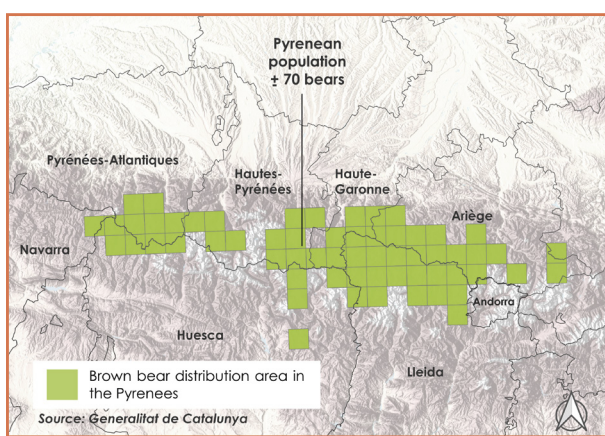 Pyrenean
population
± 70 bears
Pyrénées-Atlantiques
Hautes-
Pyrénées
Haute-
Garonne
Ariège
Navarra
Andorra
Huesca
Lleida
Brown bear distribution area in
the Pyrenees
Source: Generalitat de Catalunya